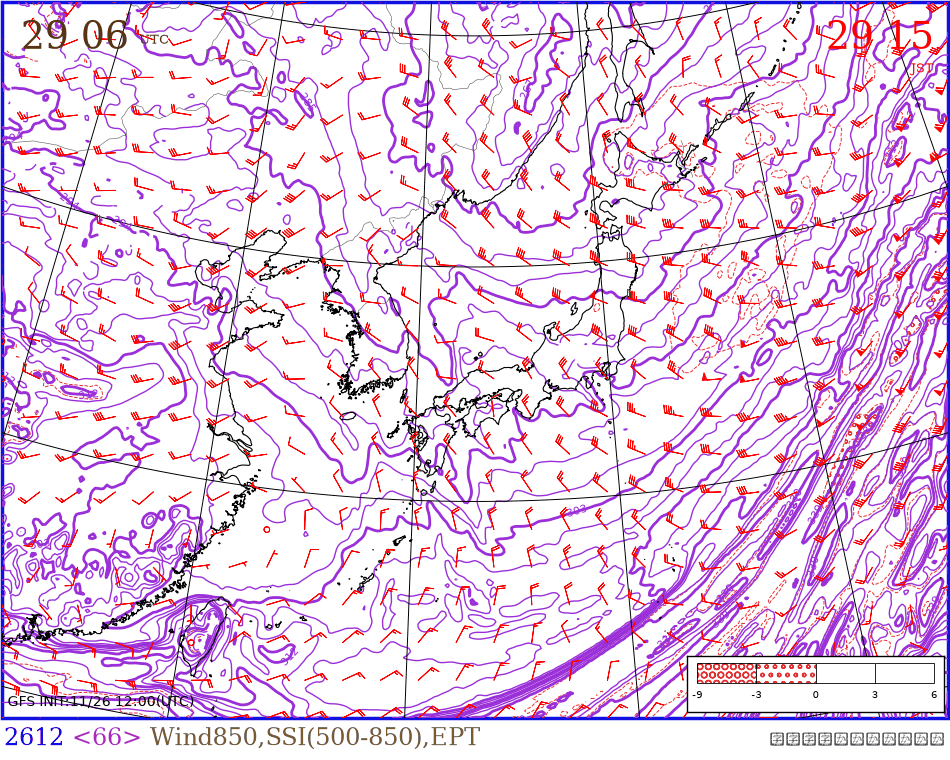 29 06 UTC
29 15
JST
-9 -3 0 3 6
GFS INIT:11/26 12:00(UTC)
2612 <66> Wind850,SSI(500-850),EPT